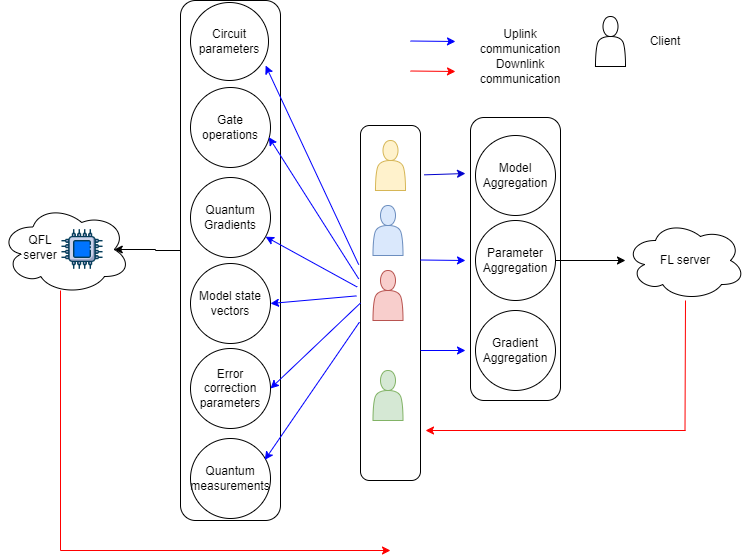 Circuit
parameters
Gate
operations
Quantum
Gradients
Model state
vectors
Error
correction
parameters
Quantum
measurements
QFL
server
Uplink
communication
Downlink
communication
Client
Model
Aggregation
Parameter
Aggregation
Gradient
Aggregation
FL server